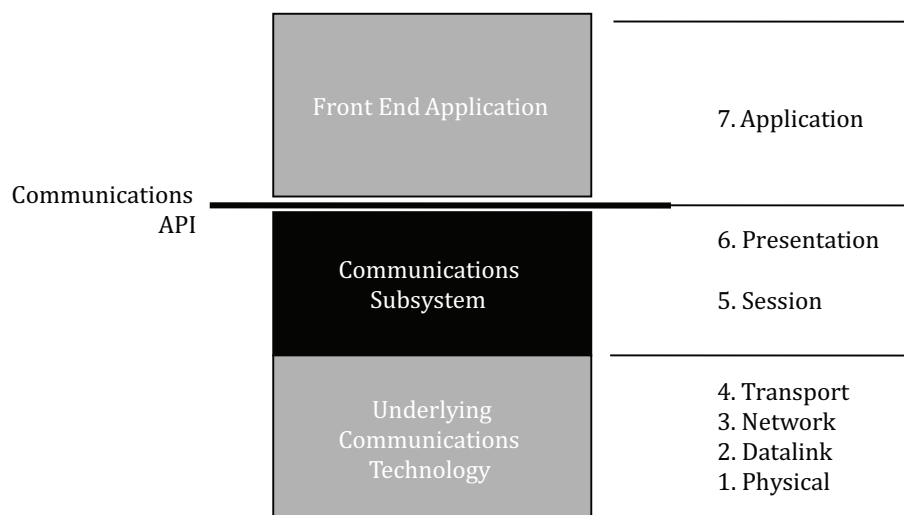 Front End Application
7. Application
Communications
API
Communications
Subsystem
6. Presentation
5. Session
Underlying
Communications
Technology
4. Transport
3. Network
2. Datalink
1. Physical